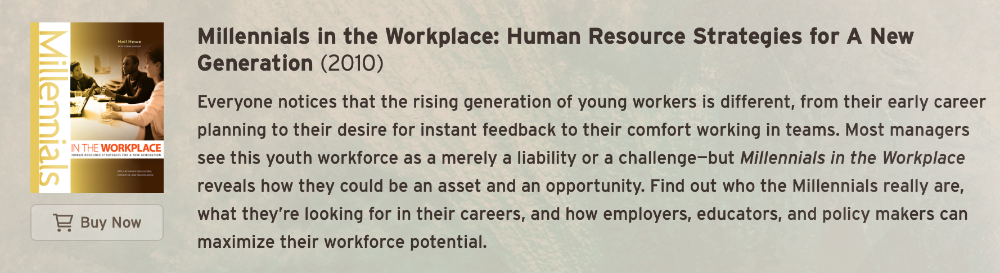 Millennials
Neil Howe
WITH REENA NADLER
IN THE WORKPLACE
HUMAN RESOURCE STRATEGIES FOR A NEW GENERATION
IMPLICATIONS FOR EDUCATORS,
EMPLOYERS, AND POLICYMAKERS
Buy Now
Millennials in the Workplace: Human Resource Strategies for A New
Generation (2010)
Everyone notices that the rising generation of young workers is different, from their early career
planning to their desire for instant feedback to their comfort working in teams. Most managers
see this youth workforce as a merely a liability or a challenge—but Millennials in the Workplace
reveals how they could be an asset and an opportunity. Find out who the Millennials really are,
what they’re looking for in their careers, and how employers, educators, and policy makers can
maximize their workforce potential.